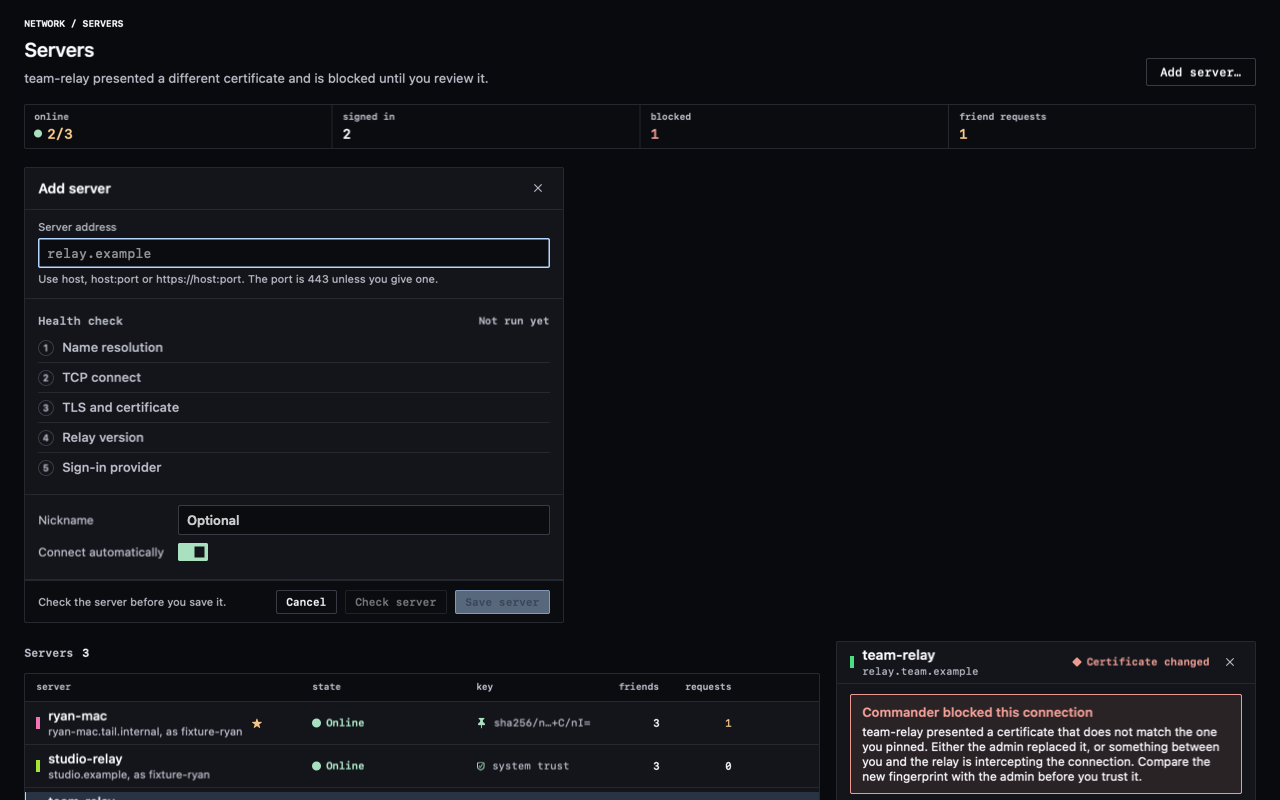 NETWORK / SERVERS
Servers
team-relay presented a different certificate and is blocked until you review it.
Add server…
online
2/3
signed in
2
blocked
1
friend requests
1
Add server
Server address
relay.example
Use host, host:port or https://host:port. The port is 443 unless you give one.
Health check
Not run yet
1 Name resolution
2 TCP connect
3 TLS and certificate
4 Relay version
5 Sign-in provider
Nickname
Optional
Connect automatically
Check the server before you save it.
Cancel
Check server
Save server
Servers 3
server state key friends requests
ryan-mac
ryan-mac.tail.internal, as fixture-ryan
Online
sha256/n…+C/nI=
3
1
studio-relay
studio.example, as fixture-ryan
Online
system trust
3
0
team-relay
relay.team.example
Certificate changed
Commander blocked this connection
team-relay presented a certificate that does not match the one
you pinned. Either the admin replaced it, or something between
you and the relay is intercepting the connection. Compare the
new fingerprint with the admin before you trust it.